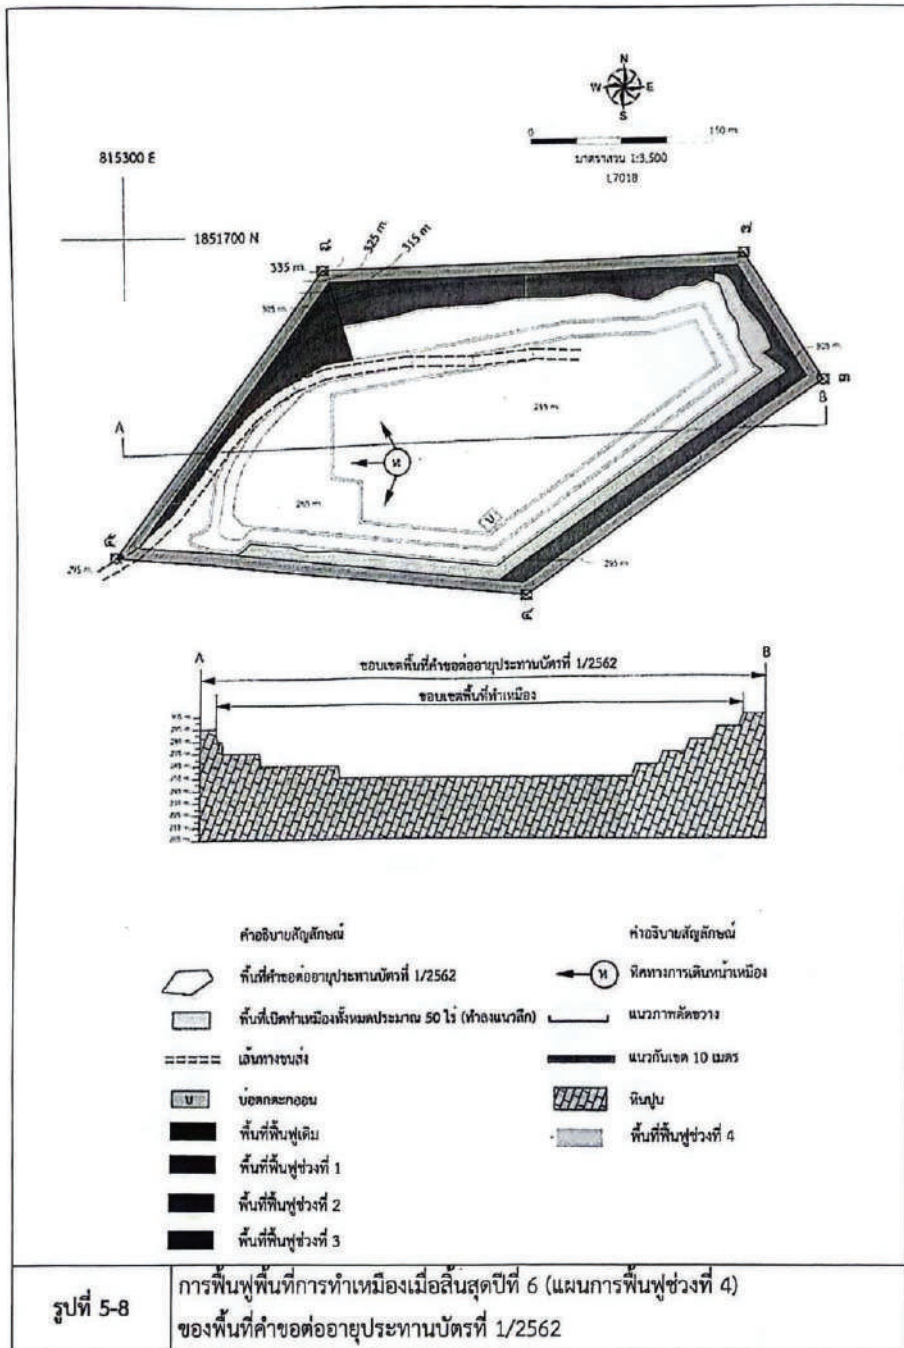 N
W E
S
0 150 m
มาตราส่วน 1:3,500
L7018
815300 E
1851700 N
335 m.
325 m.
315 m.
A
B
255 m.
265 m.
ห
บ
295 m.
A
B
ขอบเขตพื้นที่คำขอต่ออายุประทานบัตรที่ 1/2562
ขอบเขตพื้นที่ทำเหมือง
คำอธิบายสัญลักษณ์
พื้นที่คำขอต่ออายุประทานบัตรที่ 1/2562
พื้นที่เปิดทำเหมืองทั้งหมดประมาณ 50 ไร่ (ทำลงแนวลึก)
เส้นทางขนส่ง
บ
บ่อดักตะกอน
พื้นที่ฟื้นฟูเดิม
พื้นที่ฟื้นฟูช่วงที่ 1
พื้นที่ฟื้นฟูช่วงที่ 2
พื้นที่ฟื้นฟูช่วงที่ 3
คำอธิบายสัญลักษณ์
ห
ทิศทางการเดินหน้าเหมือง
แนวภาพตัดขวาง
แนวกันเขต 10 เมตร
หินปูน
พื้นที่ฟื้นฟูช่วงที่ 4
รูปที่ 5-8
การฟื้นฟูพื้นที่การทำเหมืองเมื่อสิ้นสุดปีที่ 6 (แผนการฟื้นฟูช่วงที่ 4)
ของพื้นที่คำขอต่ออายุประทานบัตรที่ 1/2562